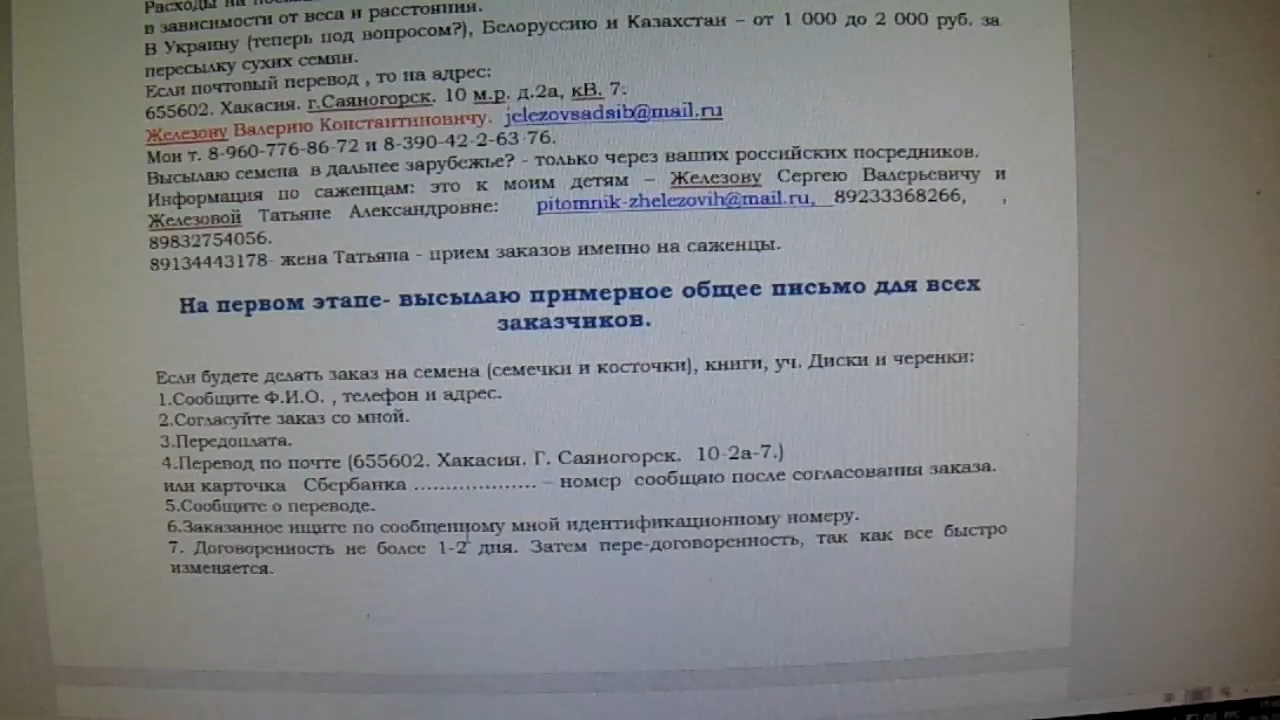 Расходы на
в зависимости от веса и расстояния.
В Украину (теперь под вопросом?), Белоруссию и Казахстан – от 1 000 до 2 000 руб. за
пересылку сухих семян.
Если почтовый перевод , то на адрес:
655602. Хакасия. г.Саяногорск. 10 м.р. д.2а, кВ. 7.
Железову Валерию Константиновичу. jelezovsadsib@mail.ru
Мои т. 8-960-776-86-72 и 8-390-42-2-63-76.
Высылаю семена в дальнее зарубежье? - только через ваших российских посредников.
Информация по саженцам: это к моим детям – Железову Сергею Валерьевичу и
Железовой Татьяне Александровне: pitomnik-zhelezovih@mail.ru, 89233368266, ,
89832754056.
89134443178- жена Татьяна - прием заказов именно на саженцы.
На первом этапе- высылаю примерное общее письмо для всех
заказчиков.
Если будете делать заказ на семена (семечки и косточки), книги, уч. Диски и черенки:
1.Сообщите Ф.И.О. , телефон и адрес.
2.Согласуйте заказ со мной.
3.Передоплата.
4.Перевод по почте (655602. Хакасия. Г. Саяногорск. 10-2а-7.)
или карточка Сбербанка ................... – номер сообщаю после согласования заказа.
5.Сообщите о переводе.
6.Заказанное ищите по сообщенному мной идентификационному номеру.
7. Договоренность не более 1-2 дня. Затем пере-договоренность, так как все быстро
изменяется.